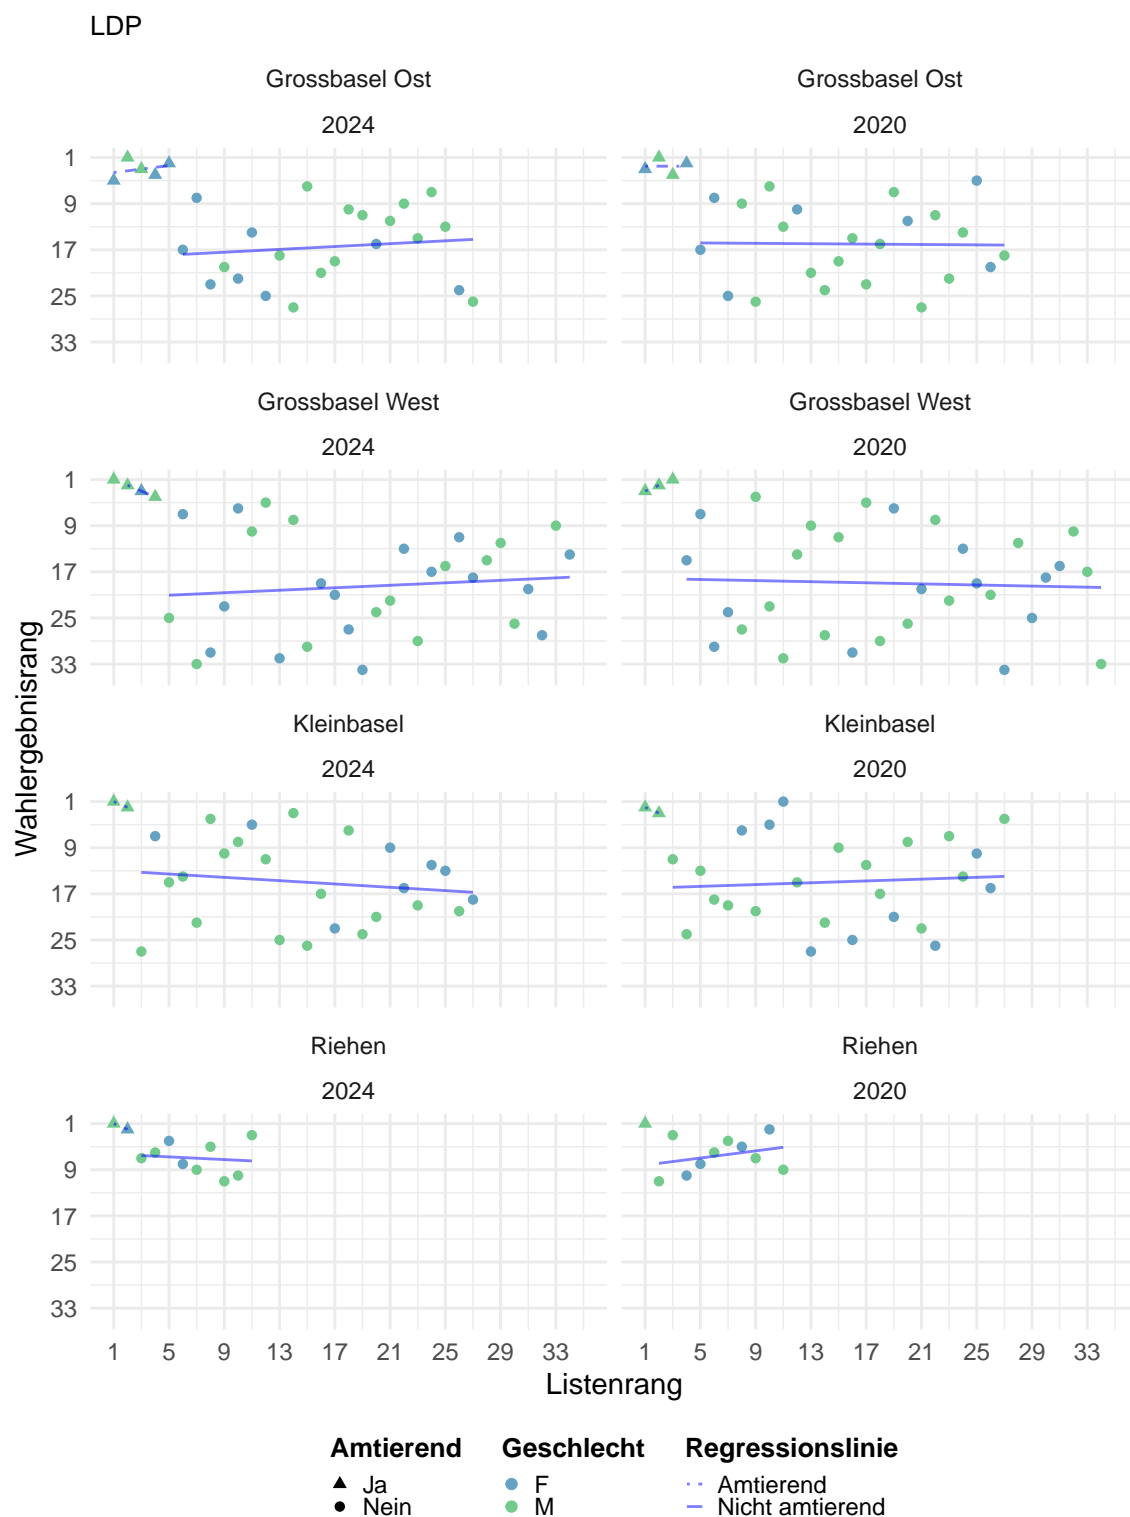 LDP
Grossbasel Ost Grossbasel Ost
2024 2020
1
9
17
25
33
Grossbasel West Grossbasel West
2024 2020
1
9
17
25
33
Wahlergebnisrang
Kleinbasel Kleinbasel
2024 2020
1
9
17
25
33
Riehen Riehen
2024 2020
1
9
17
25
33
1 5 9 13 17 21 25 29 33 1 5 9 13 17 21 25 29 33
Listenrang
Amtierend Geschlecht Regressionslinie
Ja F Amtierend
Nein M Nicht amtierend